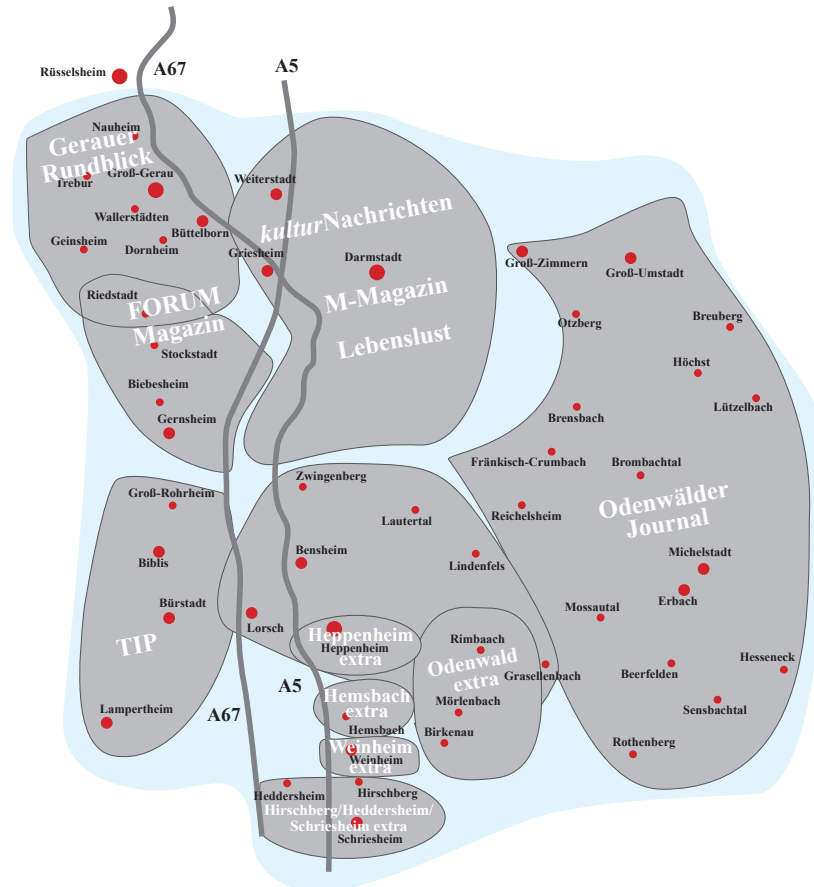 A67
A5
Rüsselsheim
Nauheim
Gerauer
Rundblick
Trebur
Groß-Gerau
Wallerstädten
Geinsheim
Dornheim
Büttelborn
Weiterstadt
kulturNachrichten
Griesheim
Darmstadt
M-Magazin
Lebenslust
Riedstadt
FORUM
Magazin
Stockstadt
Biebesheim
Gernsheim
Groß-Zimmern
Groß-Umstadt
Otzberg
Breuberg
Höchst
Lützelbach
Brensbach
Fränkisch-Crumbach
Brombachtal
Reichelsheim
Odenwälder
Journal
Michelstadt
Erbach
Mossautal
Beerfelden
Hesseneck
Sensbachtal
Rothenberg
Zwingenberg
Lautertal
Bensheim
Lindenfels
Lorsch
Groß-Rohrheim
Biblis
Bürstadt
TIP
Lampertheim
A67
A5
Heppenheim
extra
Heppenheim
Rimbaach
Odenwald
extra
Grasellenbach
Mörlenbach
Birkenau
Hemsbach
extra
Hemsbach
Weinheim
extra
Weinheim
Heddersheim
Hirschberg
Hirschberg/Heddersheim/
Schriesheim extra
Schriesheim